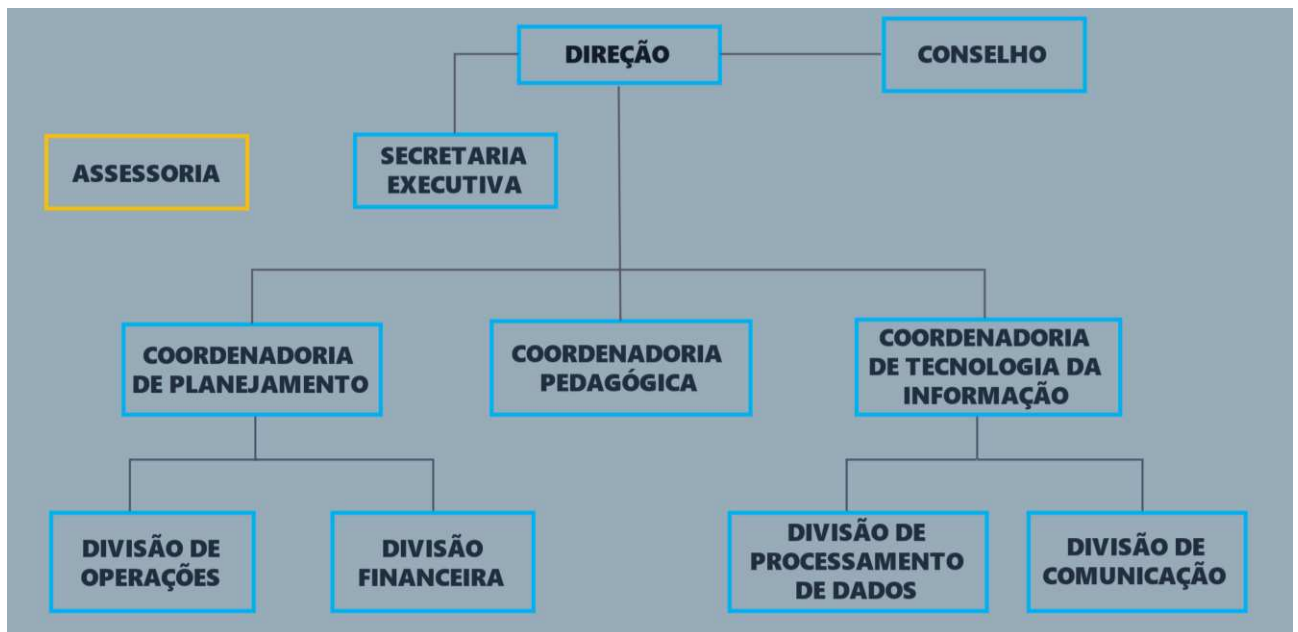 DIREÇÃO
CONSELHO
ASSESSORIA
SECRETARIA
EXECUTIVA
COORDENADORIA
DE PLANEJAMENTO
COORDENADORIA
PEDAGÓGICA
COORDENADORIA
DE TECNOLOGIA DA
INFORMAÇÃO
DIVISÃO DE
OPERAÇÕES
DIVISÃO
FINANCEIRA
DIVISÃO DE
PROCESSAMENTO
DE DADOS
DIVISÃO DE
COMUNICAÇÃO